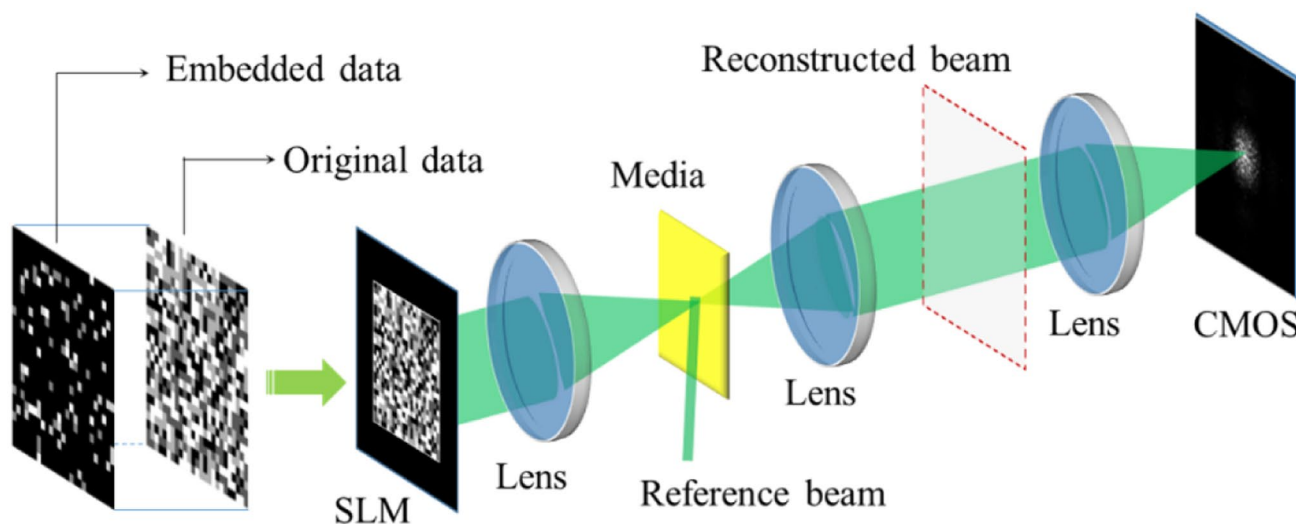 Embedded data
Original data
Reconstructed beam
Media
Lens
CMOS
Lens
Lens
Reference beam
SLM